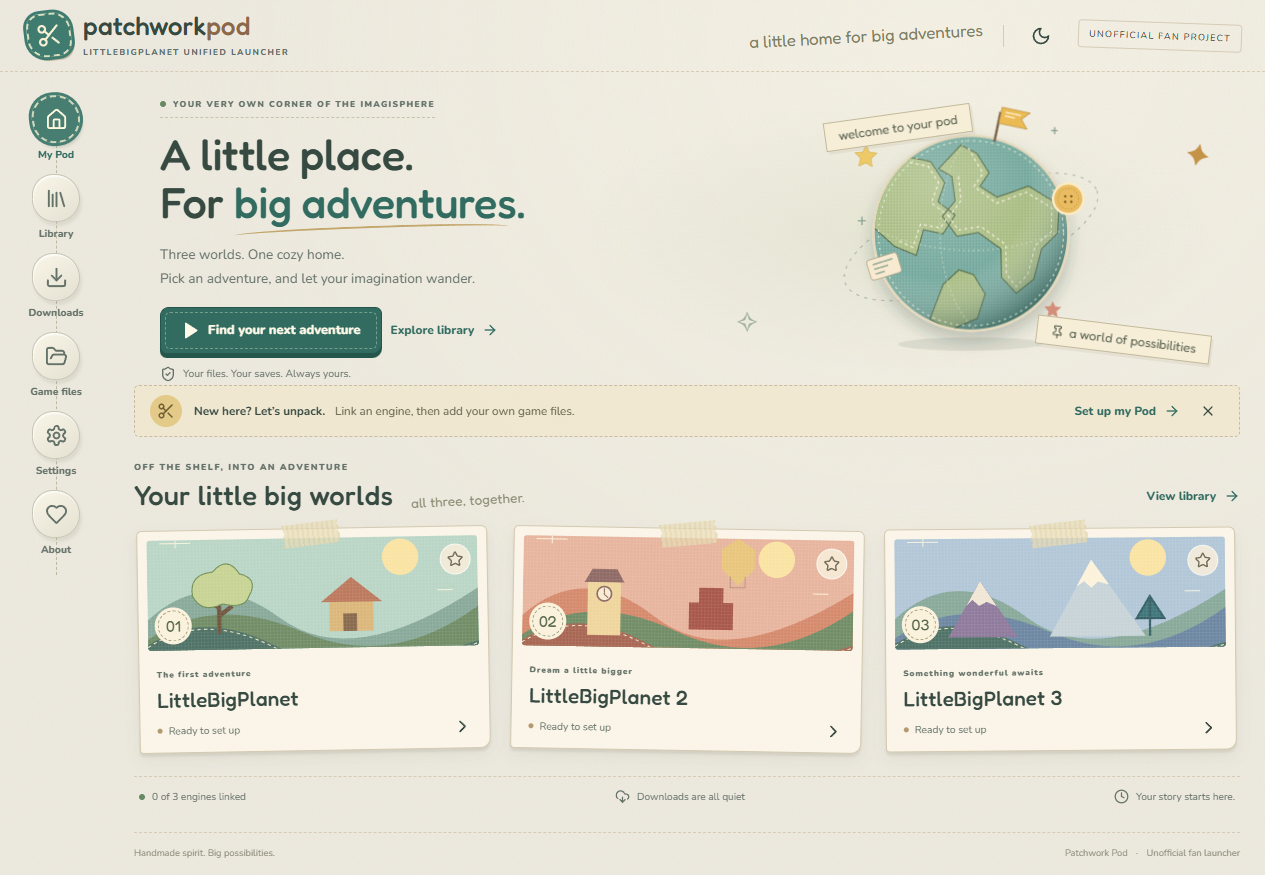 patchworkpod
LITTLEBIGPLANET UNIFIED LAUNCHER
a little home for big adventures
UNOFFICIAL FAN PROJECT
My Pod
Library
Downloads
Game files
Settings
About
YOUR VERY OWN CORNER OF THE IMAGISPHERE
A little place.
For big adventures.
Three worlds. One cozy home.
Pick an adventure, and let your imagination wander.
Find your next adventure
Explore library
Your files. Your saves. Always yours.
welcome to your pod
a world of possibilities
New here? Let's unpack. Link an engine, then add your own game files.
Set up my Pod
OFF THE SHELF, INTO AN ADVENTURE
Your little big worlds
all three, together.
View library
01
The first adventure
LittleBigPlanet
Ready to set up
02
Dream a little bigger
LittleBigPlanet 2
Ready to set up
03
Something wonderful awaits
LittleBigPlanet 3
Ready to set up
0 of 3 engines linked
Downloads are all quiet
Your story starts here.
Handmade spirit. Big possibilities.
Patchwork Pod · Unofficial fan launcher